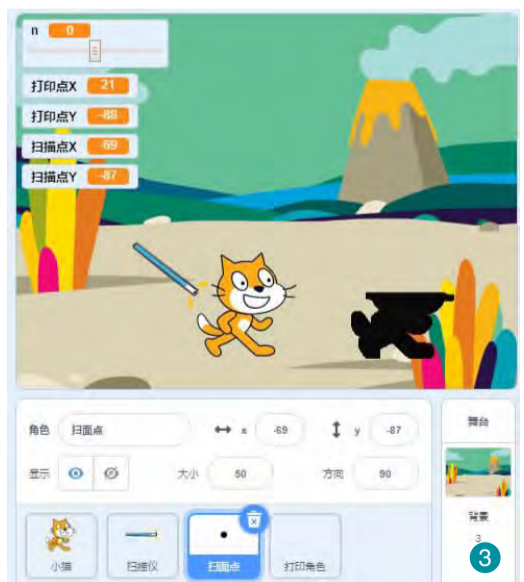 n 0
打印点X 21
打印点Y -88
扫描点X -69
扫描点Y -87
角色 扫面点 x -69 y -87
舞台
显示 大小 50 方向 90
背景
3
小猫 扫描仪 扫面点 打印角色
3